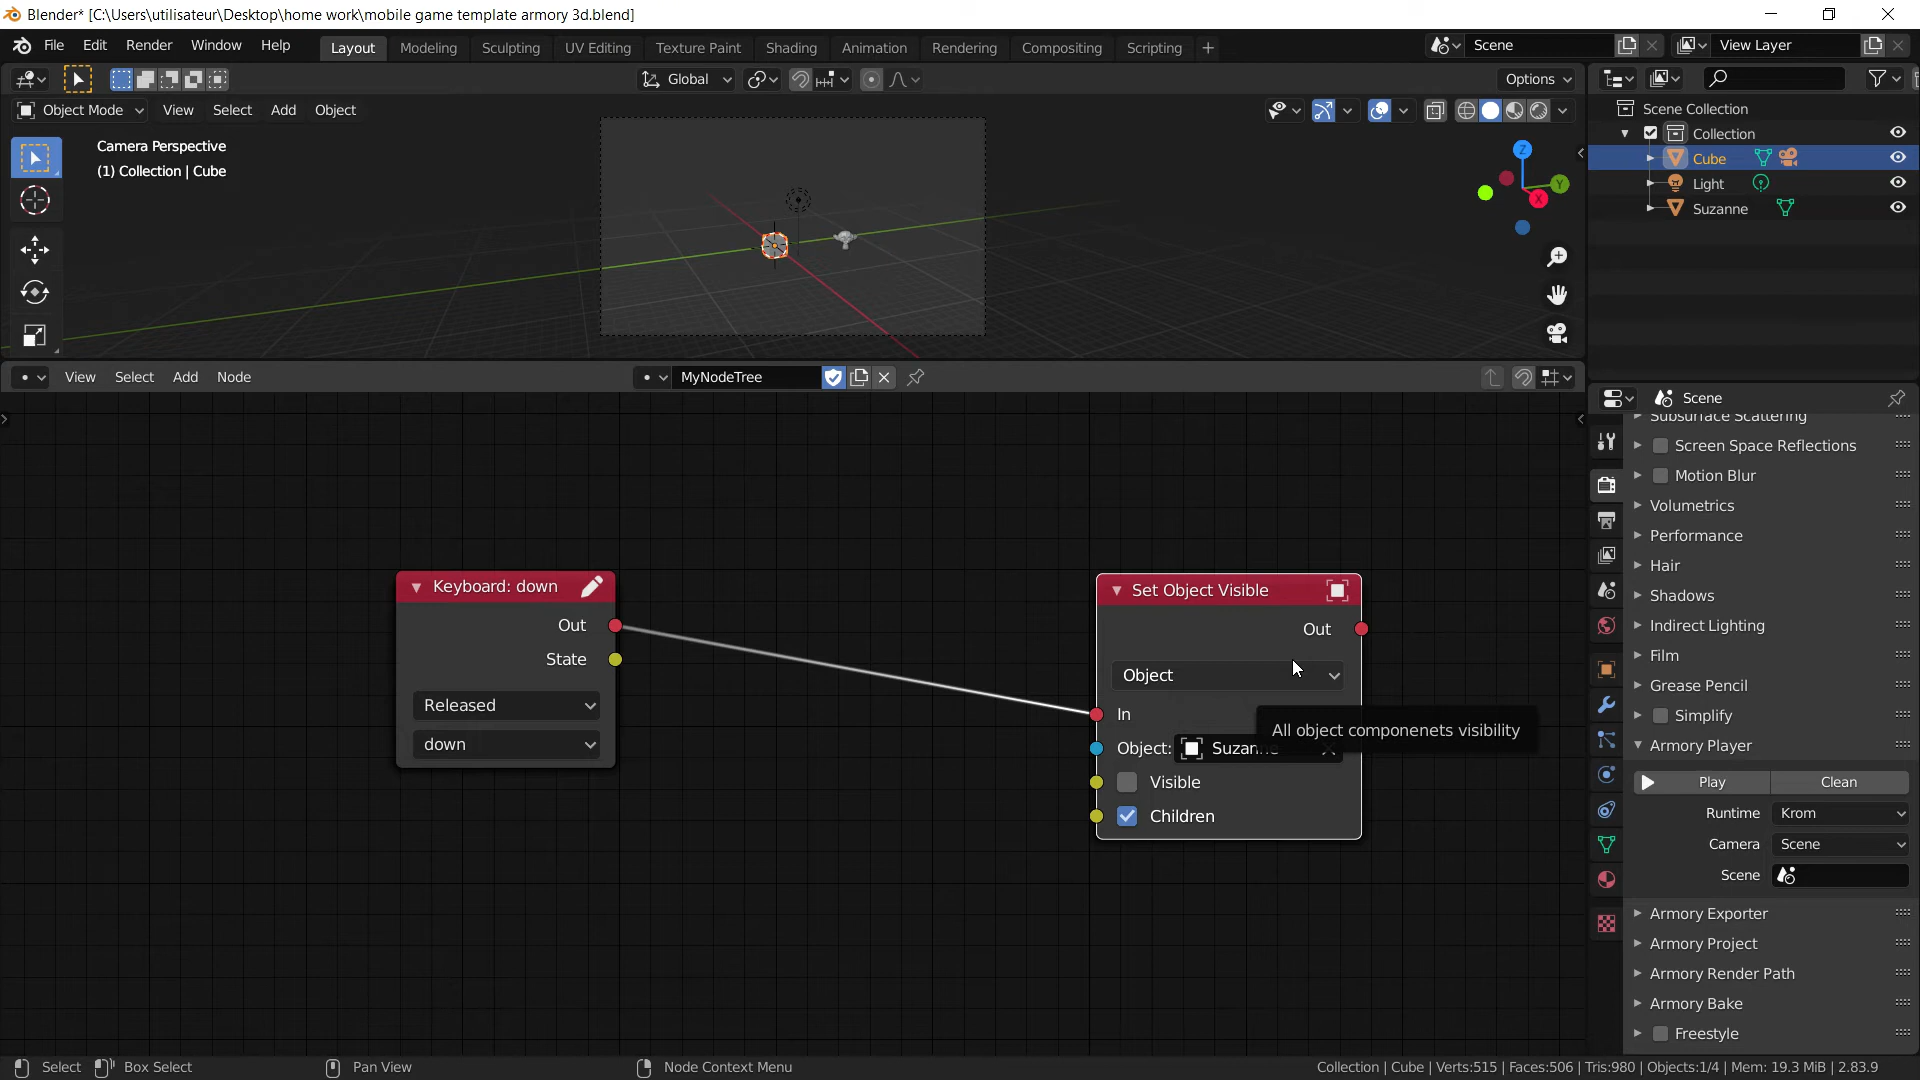 Blender* [C:\Users\utilisateur\Desktop\home work\mobile game template armory 3d.blend]
File Edit Render Window Help
Layout Modeling Sculpting UV Editing Texture Paint Shading Animation Rendering Compositing Scripting +
Scene
View Layer
Global
Options
Object Mode View Select Add Object
Camera Perspective
(1) Collection | Cube
Z
Y
X
Scene Collection
Collection
Cube
Light
Suzanne
View Select Add Node
MyNodeTree
Keyboard: down
Out
State
Released
down
Set Object Visible
Out
Object
In
All object componenets visibility
Object: Suzanne
Visible
Children
Scene
Subsurface Scattering
Screen Space Reflections
Motion Blur
Volumetrics
Performance
Hair
Shadows
Indirect Lighting
Film
Grease Pencil
Simplify
Armory Player
Play Clean
Runtime Krom
Camera Scene
Scene
Armory Exporter
Armory Project
Armory Render Path
Armory Bake
Freestyle
Select Box Select Pan View Node Context Menu
Collection | Cube | Verts:515 | Faces:506 | Tris:980 | Objects:1/4 | Mem: 19.3 MiB | 2.83.9